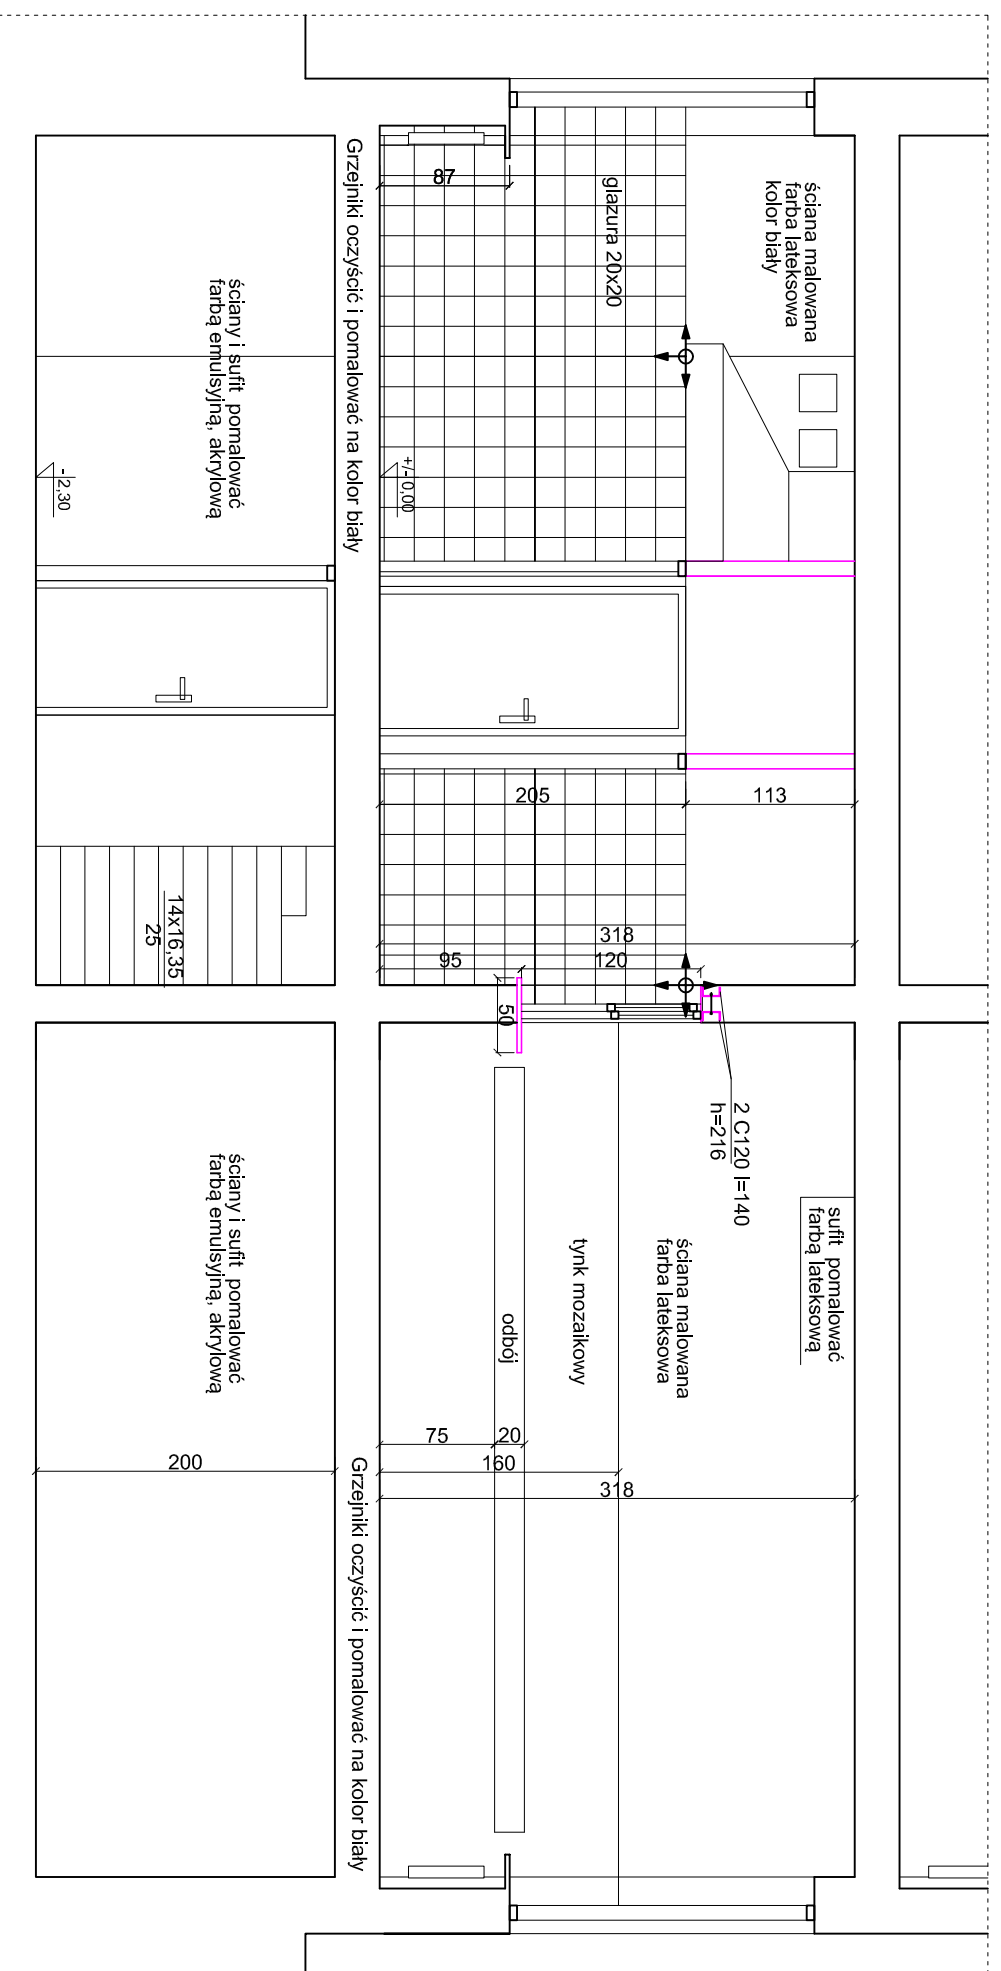 ściana malowana
farba lateksowa
kolor biały
glazura 20x20
87
+/-0,00
Grzejniki oczyścić i pomalować na kolor biały
ściany i sufit  pomalować
farbą emulsyjną, akrylową
-2,30
205
113
318
95
120
50
14x16,35
25
2 C120 l=140
h=216
sufit  pomalować
farbą lateksową
ściana malowana
farba lateksowa
tynk mozaikowy
odbój
75
20
160
318
Grzejniki oczyścić i pomalować na kolor biały
ściany i sufit  pomalować
farbą emulsyjną, akrylową
200